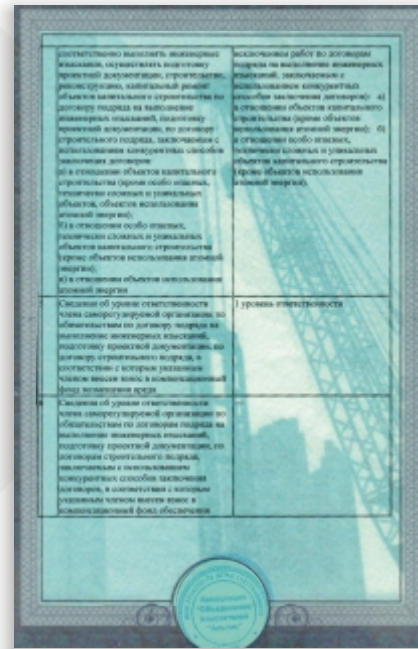 соответственно выполнять инженерные
изыскания, осуществлять подготовку
проектной документации, строительство,
реконструкцию, капитальный ремонт
объектов капитального строительства по
договору подряда на выполнение
инженерных изысканий, подготовку
проектной документации, по договору
строительного подряда, заключаемым с
использованием конкурентных способов
заключения договоров:
а) в отношении объектов капитального
строительства (кроме особо опасных,
технически сложных и уникальных
объектов, объектов использования
атомной энергии);
б) в отношении особо опасных,
технически сложных и уникальных
объектов капитального строительства
(кроме объектов использования атомной
энергии);
в) в отношении объектов использования
атомной энергии
исключением работ по договорам
подряда на выполнение инженерных
изысканий, заключаемым с
использованием конкурентных
способов заключения договоров): а)
в отношении объектов капитального
строительства (кроме объектов
использования атомной энергии); б)
в отношении особо опасных,
технически сложных и уникальных
объектов капитального строительства
(кроме объектов использования
атомной энергии).
Сведения об уровне ответственности
члена саморегулируемой организации по
обязательствам по договору подряда на
выполнение инженерных изысканий,
подготовку проектной документации, по
договору строительного подряда, в
соответствии с которым указанным
членом внесен взнос в компенсационный
фонд возмещения вреда
1 уровень ответственности
Сведения об уровне ответственности
члена саморегулируемой организации по
обязательствам по договорам подряда на
выполнение инженерных изысканий,
подготовку проектной документации, по
договорам строительного подряда,
заключаемым с использованием
конкурентных способов заключения
договоров, в соответствии с которым
указанным членом внесен взнос в
компенсационный фонд обеспечения
Ассоциация
"Объединение
изыскателей